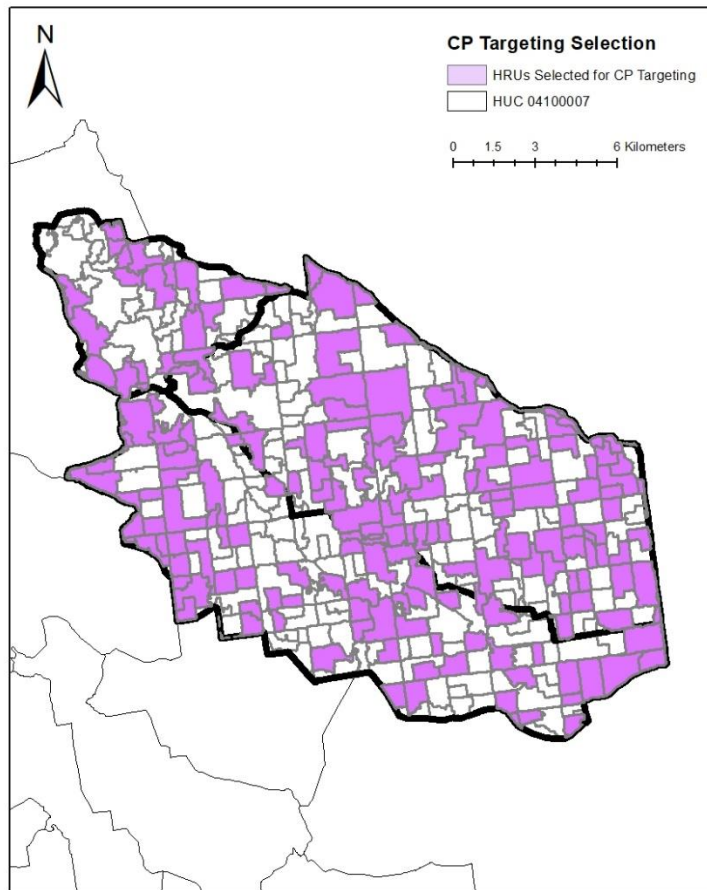 N
CP Targeting Selection
HRUs Selected for CP Targeting
HUC 04100007
0 1.5 3 6 Kilometers